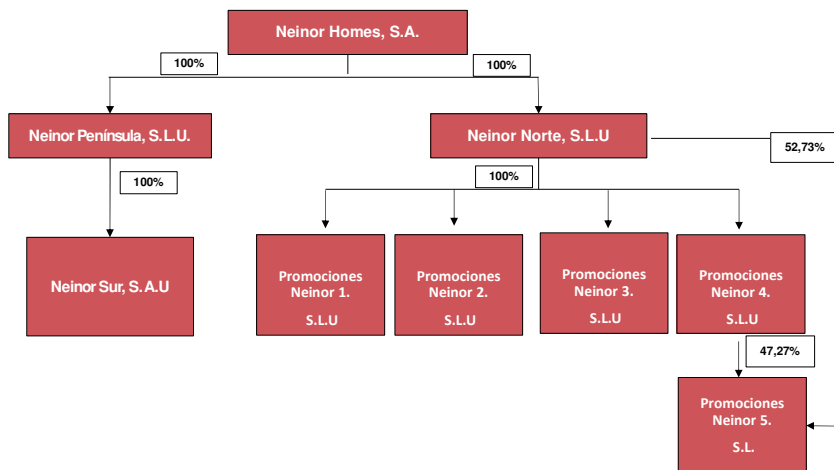 Neinor Homes, S.A.
100%
100%
Neinor Península, S.L.U.
Neinor Norte, S.L.U
52,73%
100%
100%
Neinor Sur, S.A.U
Promociones
Neinor 1.
S.L.U
Promociones
Neinor 2.
S.L.U
Promociones
Neinor 3.
S.L.U
Promociones
Neinor 4.
S.L.U
47,27%
Promociones
Neinor 5.
S.L.